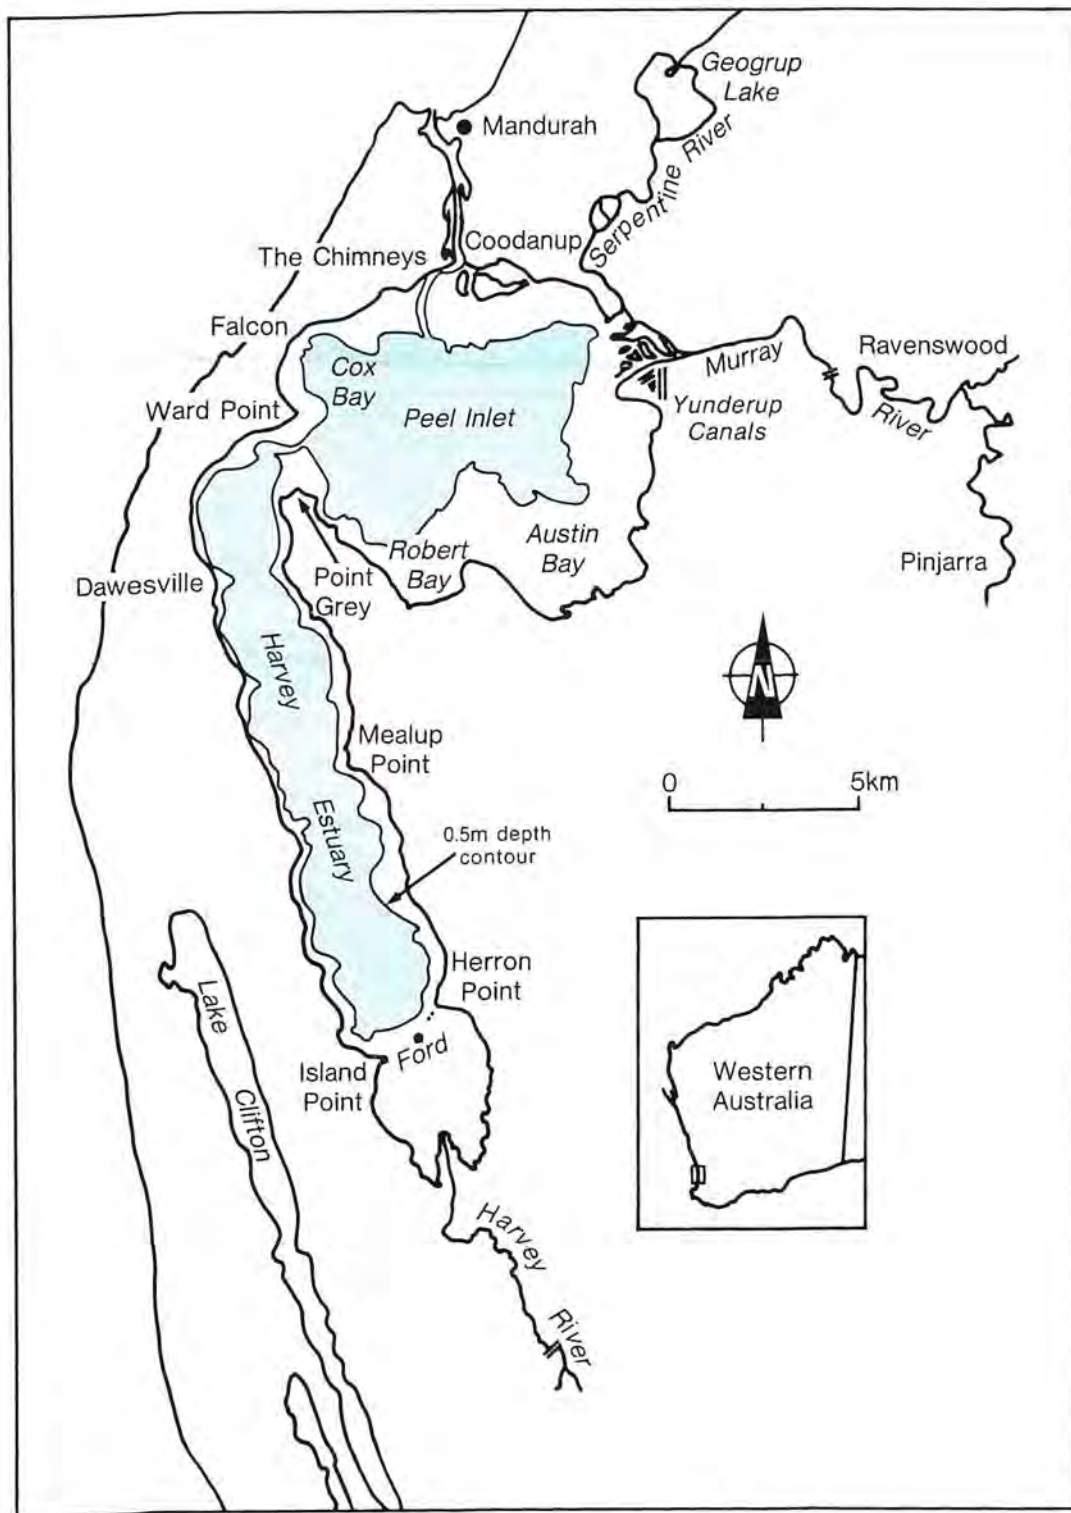 Geogrup
Lake
Mandurah
Serpentine River
Coodanup
The Chimneys
Falcon
Cox
Bay
Murray
River
Ravenswood
Ward Point
Peel Inlet
Yunderup
Canals
Austin
Bay
Robert
Bay
Pinjarra
Dawesville
Point
Grey
Harvey
Estuary
N
Mealup
Point
0 5km
0.5m depth
contour
Herron
Point
Lake
Clifton
Ford
Island
Point
Western
Australia
Harvey
River